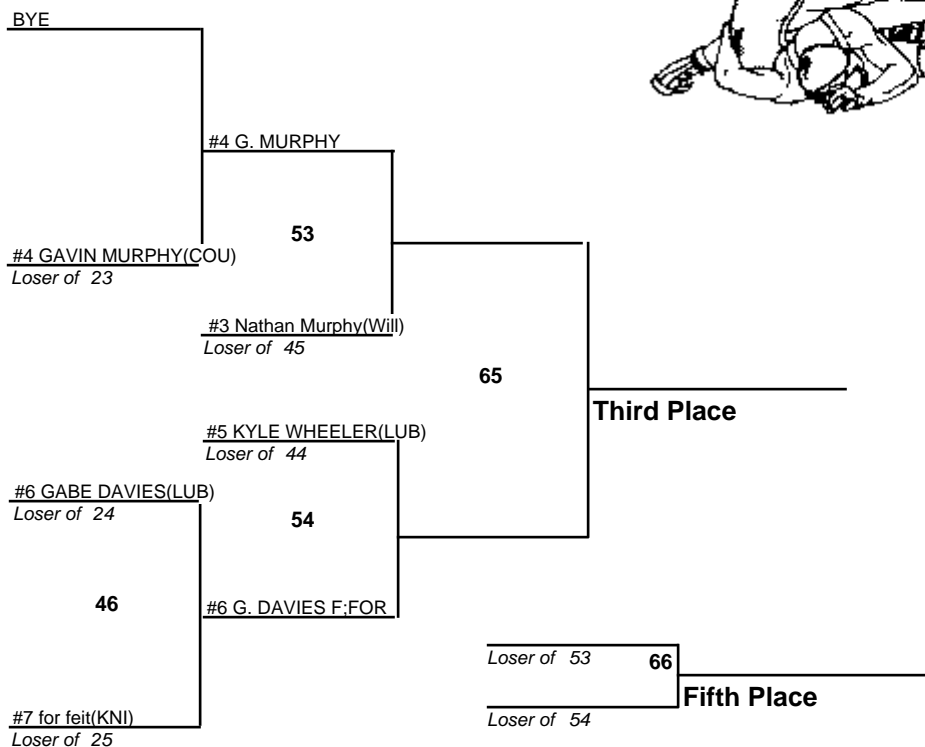 BYE
#4 G. MURPHY
53
#4 GAVIN MURPHY(COU)
Loser of 23
#3 Nathan Murphy(Will)
Loser of 45
65
Third Place
#5 KYLE WHEELER(LUB)
Loser of 44
#6 GABE DAVIES(LUB)
Loser of 24
54
46
#6 G. DAVIES F;FOR
Loser of 53
66
Fifth Place
#7 for feit(KNI)
Loser of 54
Loser of 25